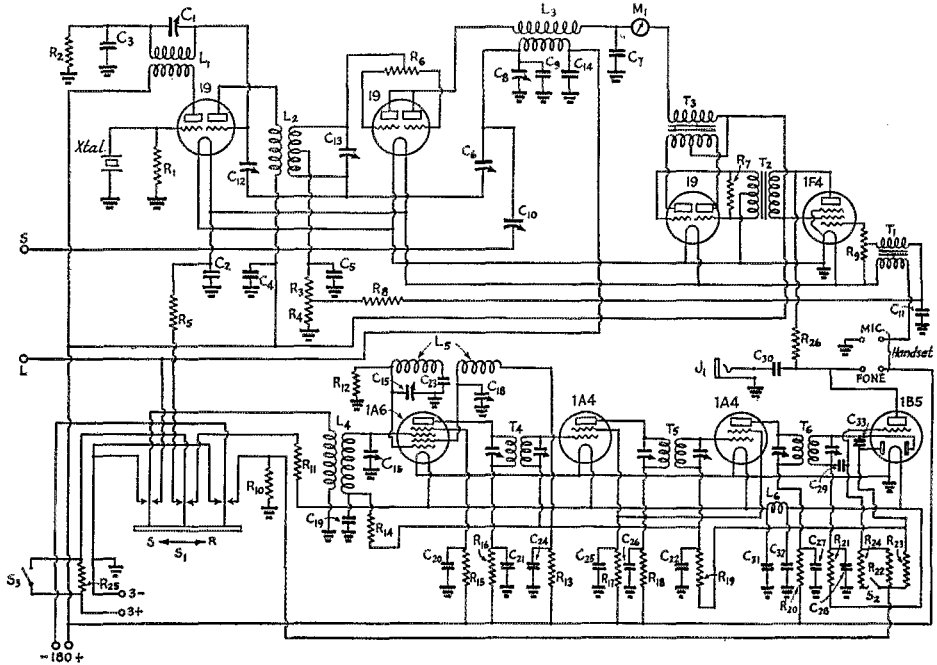 C1
L3
M1
R2
C3
L1
C8
C9
C14
C7
R6
19
L2
19
T3
Xtal.
R1
C12
C13
C6
R7
T2
1F4
19
C10
S
R9
T1
C2
C4
C5
R3
R4
R8
C11
R5
MIC
Handset
L
L5
R26
C30
J1
FONE
R12
C15
C23
C18
1A6
1A4
1A4
1B5
L4
T4
T5
T6
C33
C16
R11
R10
C29
L6
S S1 R
C19
R14
C20
R16
R15
C21
C24
R13
C25
R17
C26
R18
C22
R19
C31
C32
R20
C27
R21
C28
R24
R22
S2
R23
S3
R25
3-
3+
-180+